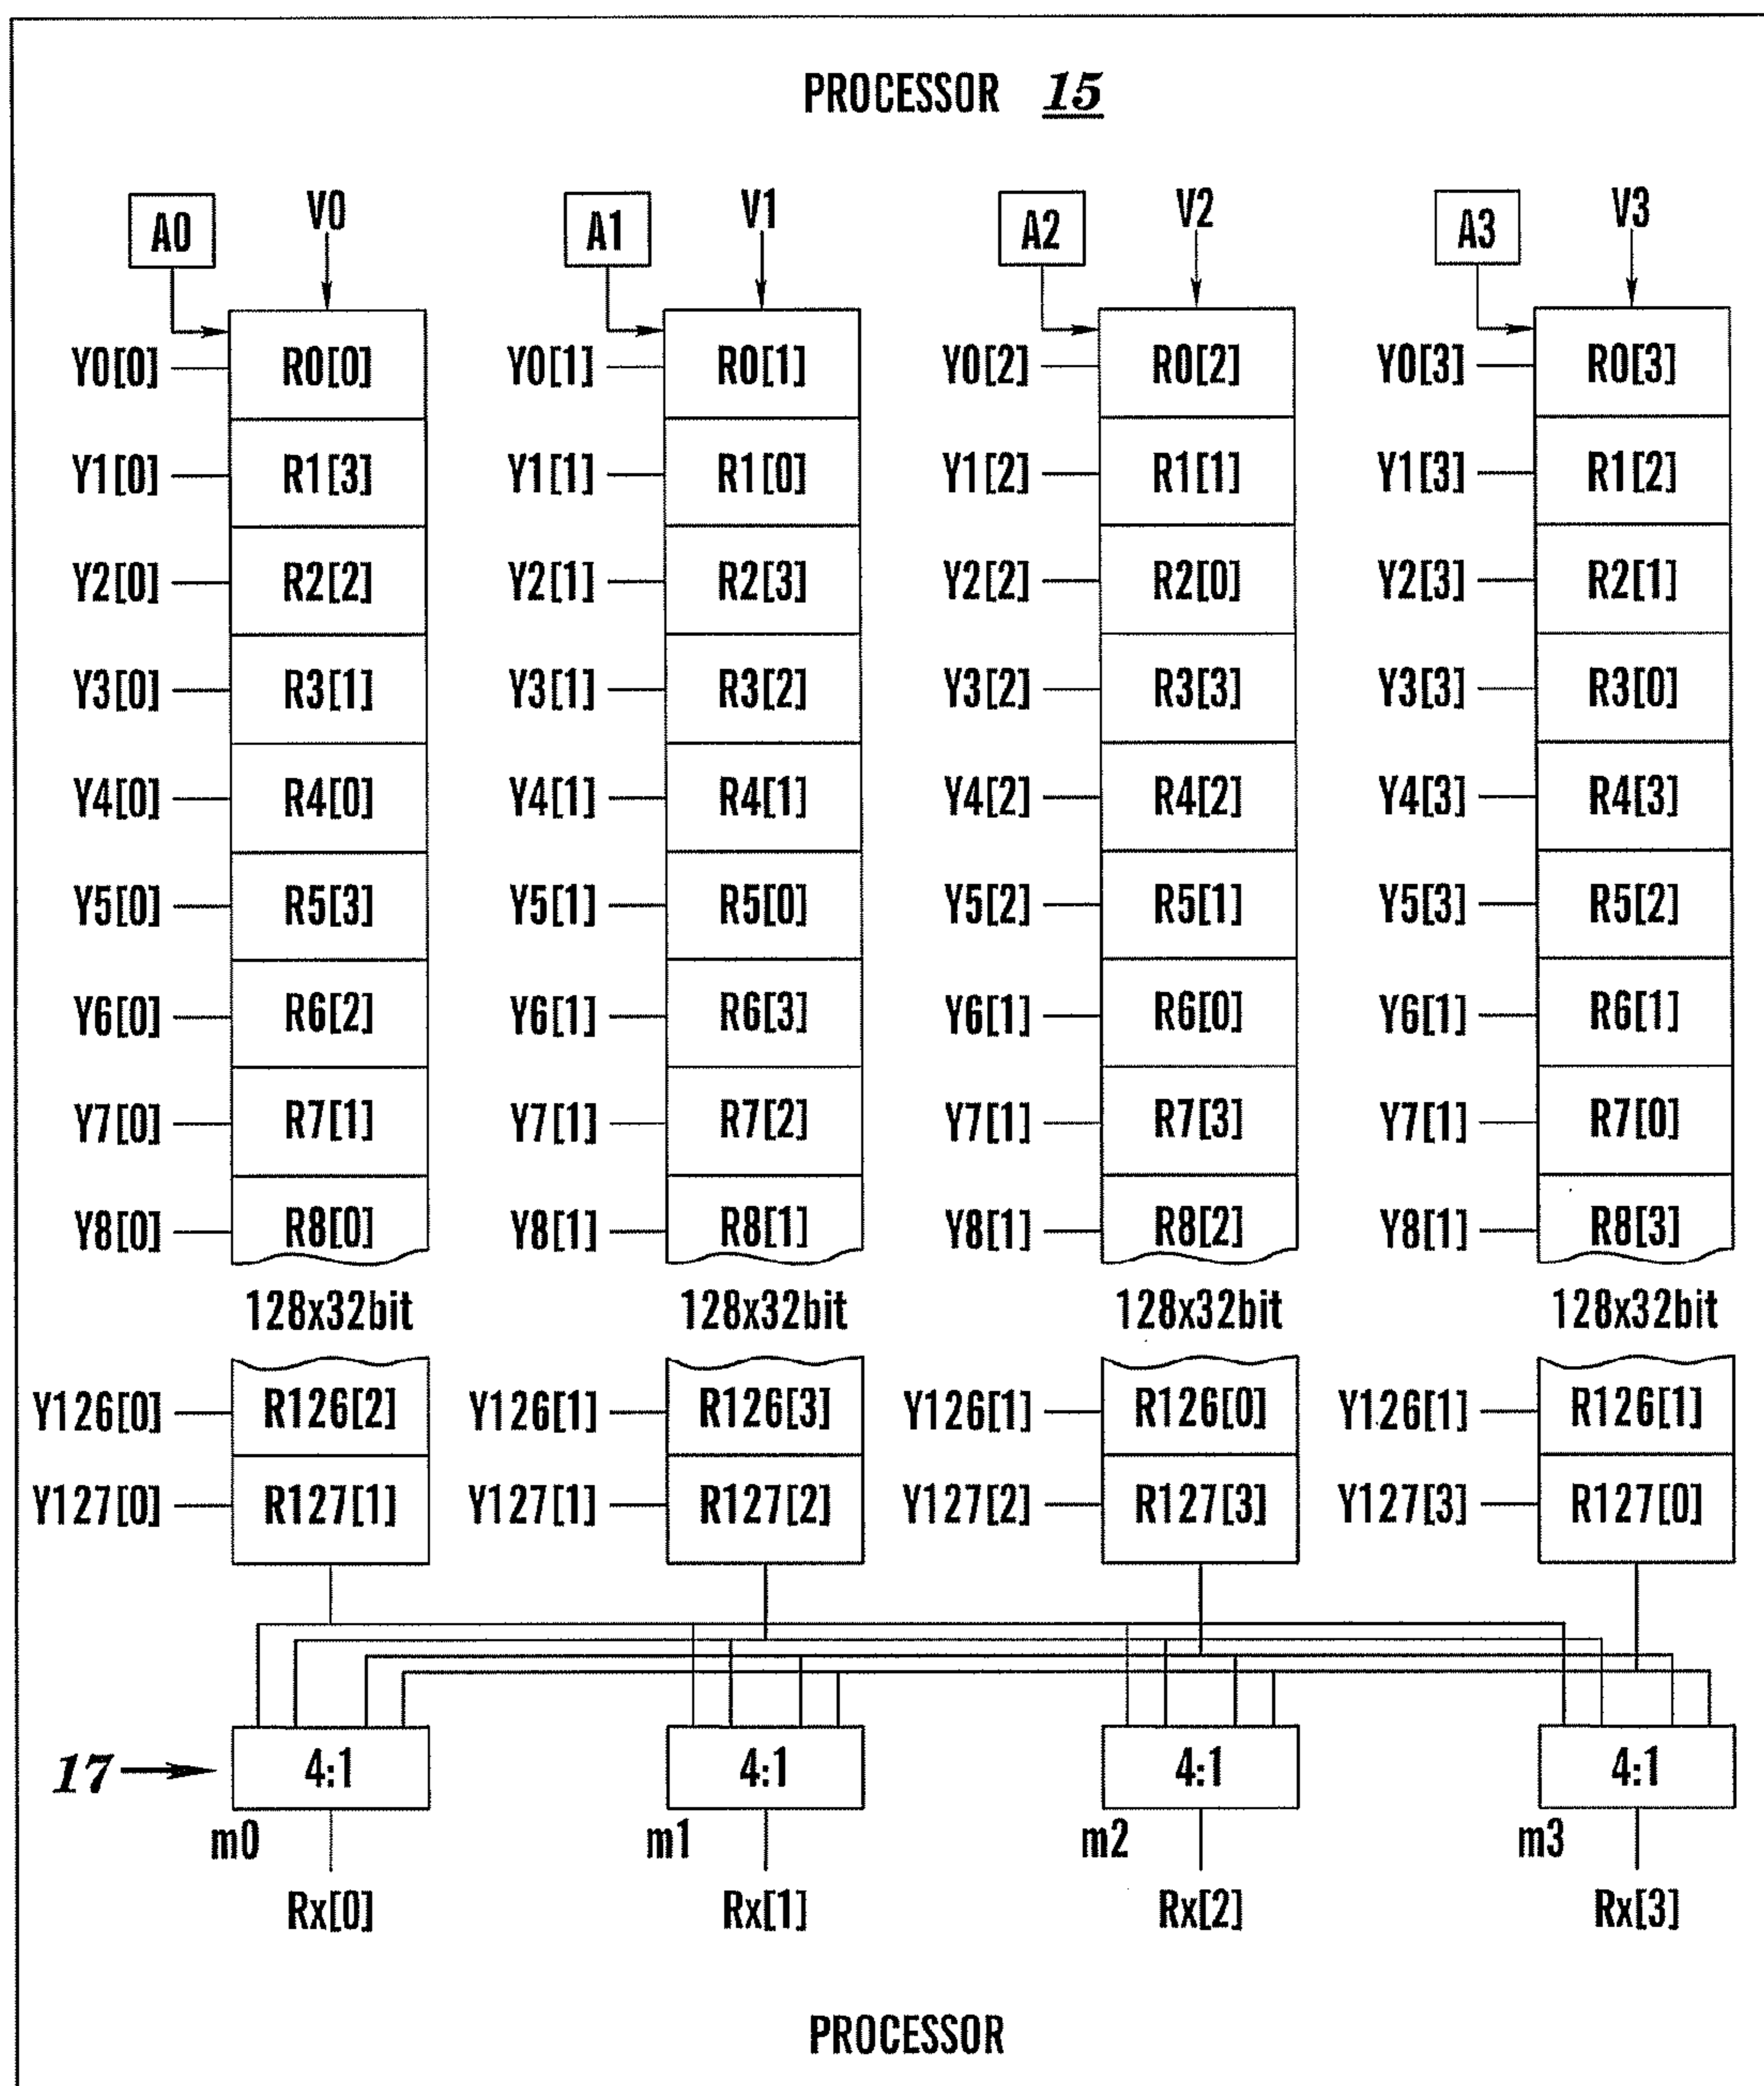 PROCESSOR 15
A0 V0 A1 V1 A2 V2 A3 V3
Y0[0] R0[0] Y0[1] R0[1] Y0[2] R0[2] Y0[3] R0[3]
Y1[0] R1[3] Y1[1] R1[0] Y1[2] R1[1] Y1[3] R1[2]
Y2[0] R2[2] Y2[1] R2[3] Y2[2] R2[0] Y2[3] R2[1]
Y3[0] R3[1] Y3[1] R3[2] Y3[2] R3[3] Y3[3] R3[0]
Y4[0] R4[0] Y4[1] R4[1] Y4[2] R4[2] Y4[3] R4[3]
Y5[0] R5[3] Y5[1] R5[0] Y5[2] R5[1] Y5[3] R5[2]
Y6[0] R6[2] Y6[1] R6[3] Y6[1] R6[0] Y6[1] R6[1]
Y7[0] R7[1] Y7[1] R7[2] Y7[1] R7[3] Y7[1] R7[0]
Y8[0] R8[0] Y8[1] R8[1] Y8[1] R8[2] Y8[1] R8[3]
128x32bit 128x32bit 128x32bit 128x32bit
Y126[0] R126[2] Y126[1] R126[3] Y126[1] R126[0] Y126[1] R126[1]
Y127[0] R127[1] Y127[1] R127[2] Y127[2] R127[3] Y127[3] R127[0]
17 4:1 4:1 4:1 4:1
m0 m1 m2 m3
Rx[0] Rx[1] Rx[2] Rx[3]
PROCESSOR